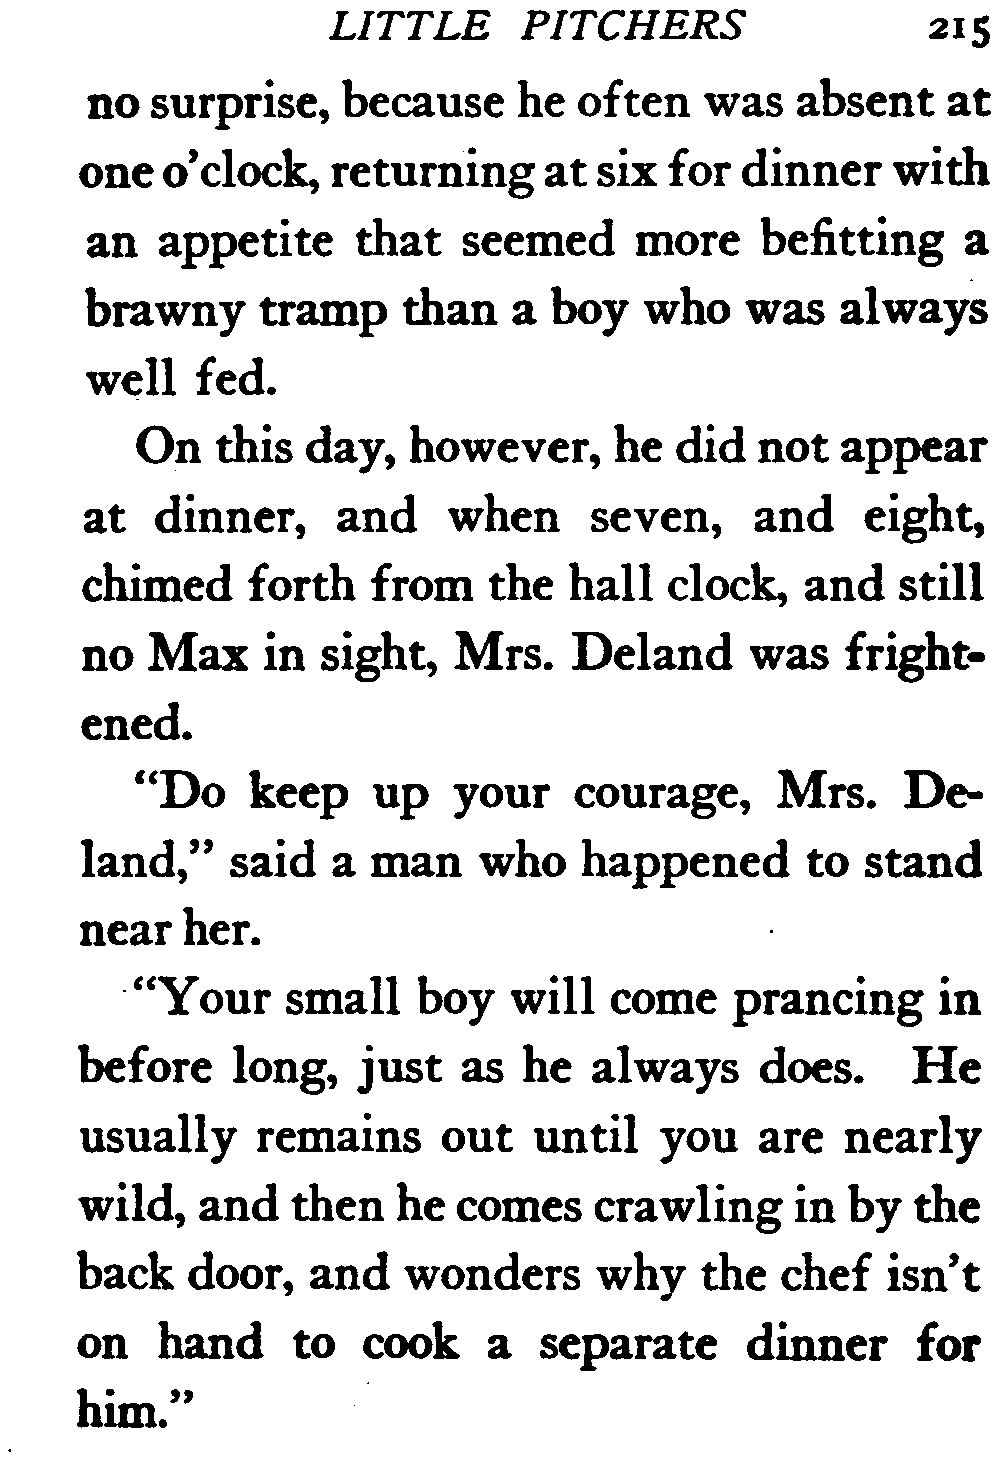 LITTLE PITCHERS 215
no surprise, because he often was absent at
one o'clock, returning at six for dinner with
an appetite that seemed more befitting a
brawny tramp than a boy who was always
well fed.
On this day, however, he did not appear
at dinner, and when seven, and eight,
chimed forth from the hall clock, and still
no Max in sight, Mrs. Deland was fright-
ened.
"Do keep up your courage, Mrs. De-
land," said a man who happened to stand
near her.
"Your small boy will come prancing in
before long, just as he always does. He
usually remains out until you are nearly
wild, and then he comes crawling in by the
back door, and wonders why the chef isn't
on hand to cook a separate dinner for
him."